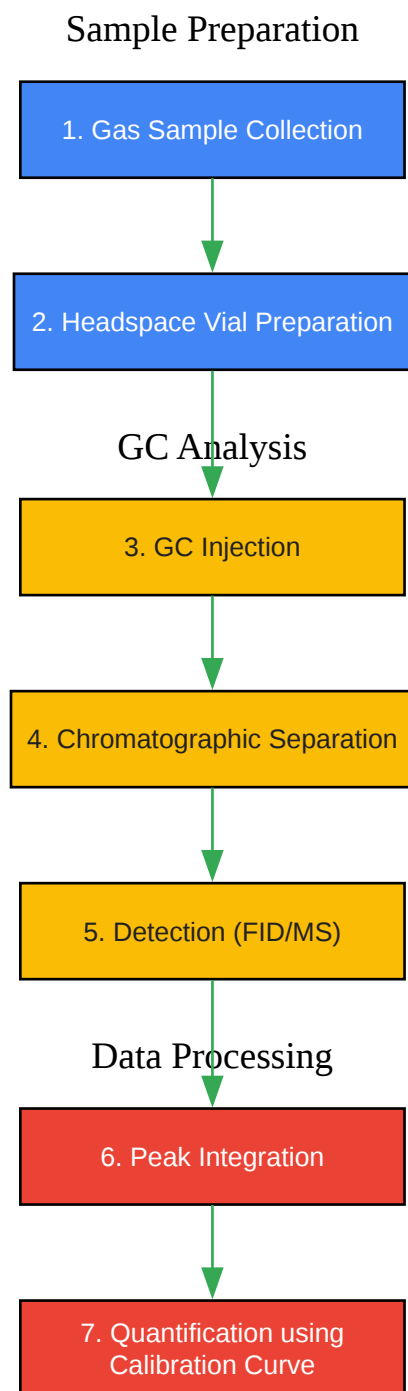 Sample Preparation
1. Gas Sample Collection
2. Headspace Vial Preparation
GC Analysis
3. GC Injection
4. Chromatographic Separation
5. Detection (FID/MS)
Data Processing
6. Peak Integration
7. Quantification using
Calibration Curve